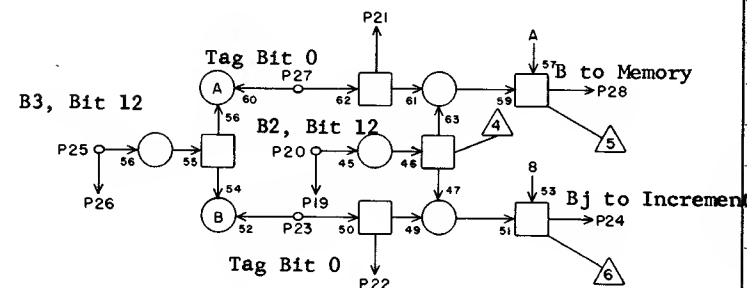 P21
Tag Bit 0
A
P27
A
57
B to Memory
60
62
61
59
P28
B3, Bit 12
56
B2, Bit 12
63
4
5
P25
56
55
P20
45
46
54
47
8
53
Bj to Increment
P26
B
P19
52
P23
50
49
51
P24
Tag Bit 0
P22
6